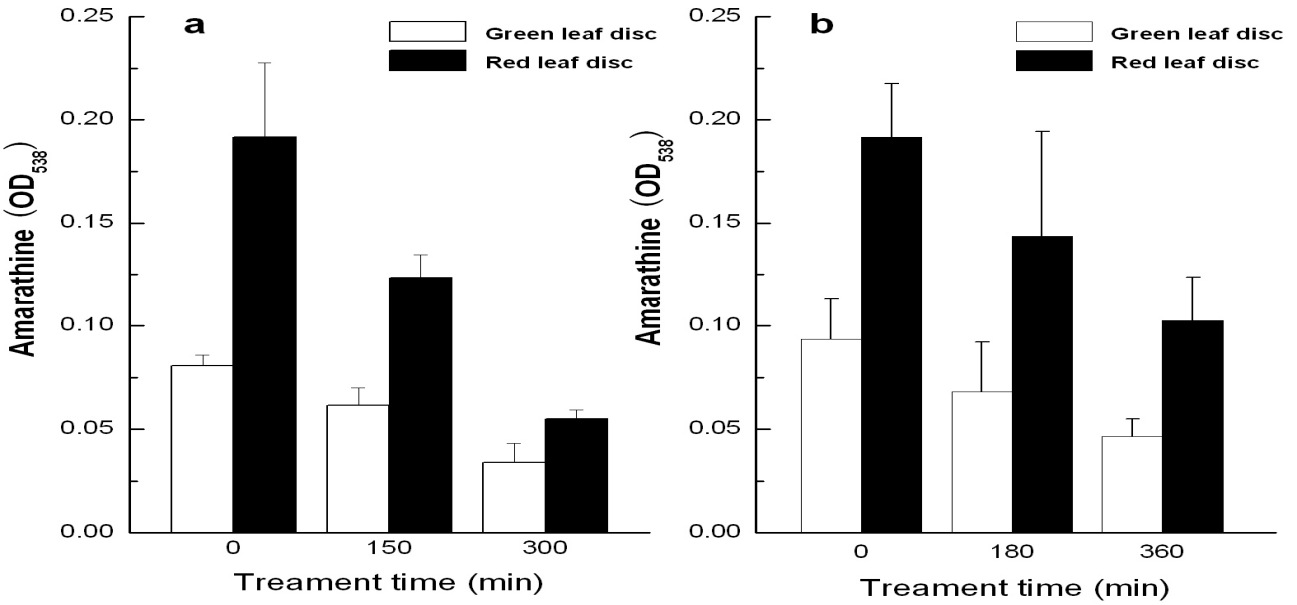 a
Green leaf disc
Red leaf disc
Amarathine (OD538)
0.25
0.20
0.15
0.10
0.05
0.00
0 150 300
Treament time (min)
b
Green leaf disc
Red leaf disc
Amarathine (OD538)
0.25
0.20
0.15
0.10
0.05
0.00
0 180 360
Treament time (min)